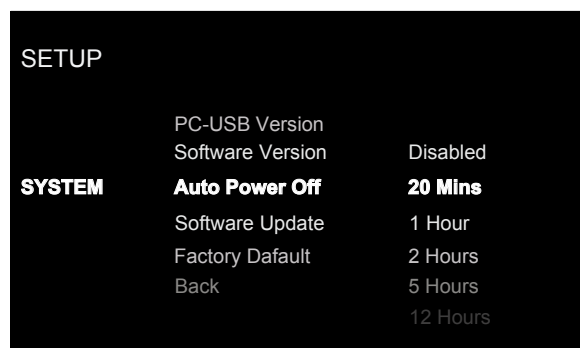 SETUP
PC-USB Version
Software Version Disabled
SYSTEM Auto Power Off 20 Mins
Software Update 1 Hour
Factory Dafault 2 Hours
Back 5 Hours
12 Hours